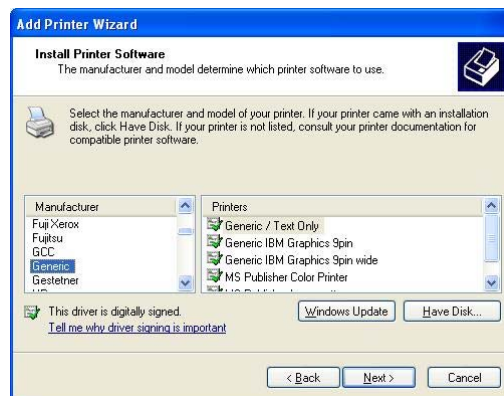 Add Printer Wizard
Install Printer Software
The manufacturer and model determine which printer software to use.
Select the manufacturer and model of your printer. If your printer came with an installation
disk, click Have Disk. If your printer is not listed, consult your printer documentation for
compatible printer software.
Manufacturer
Fuji Xerox
Fujitsu
GCC
Generic
Gestetner
Printers
Generic / Text Only
Generic IBM Graphics 9pin
Generic IBM Graphics 9pin wide
MS Publisher Color Printer
This driver is digitally signed.
Tell me why driver signing is important
Windows Update
Have Disk...
< Back
Next >
Cancel